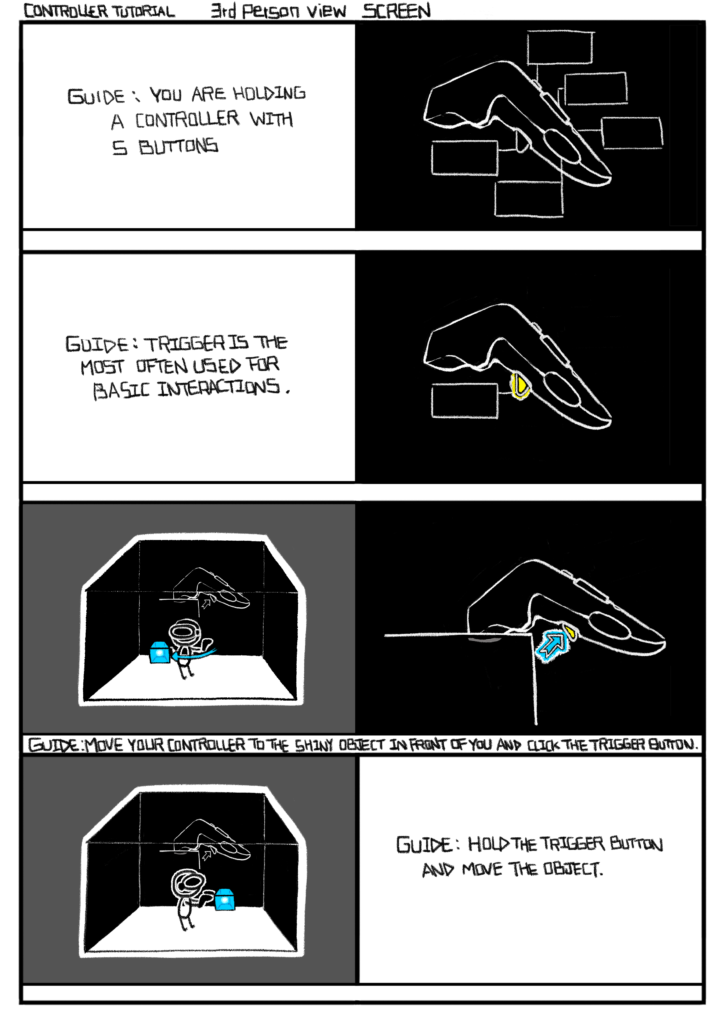 CONTROLLER TUTORIAL 3rd Person view SCREEN
GUIDE: YOU ARE HOLDING
A CONTROLLER WITH
5 BUTTONS
GUIDE: TRIGGER IS THE
MOST OFTEN USED FOR
BASIC INTERACTIONS.
GUIDE: MOVE YOUR CONTROLLER TO THE SHINY OBJECT IN FRONT OF YOU AND CLICK THE TRIGGER BUTTON.
GUIDE: HOLD THE TRIGGER BUTTON
AND MOVE THE OBJECT.